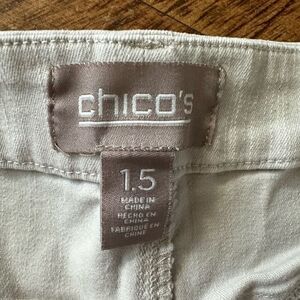 chico's
1.5
MADE IN
CHINA
HECHO EN
CHINA
FABRIQUÉ EN
CHINE